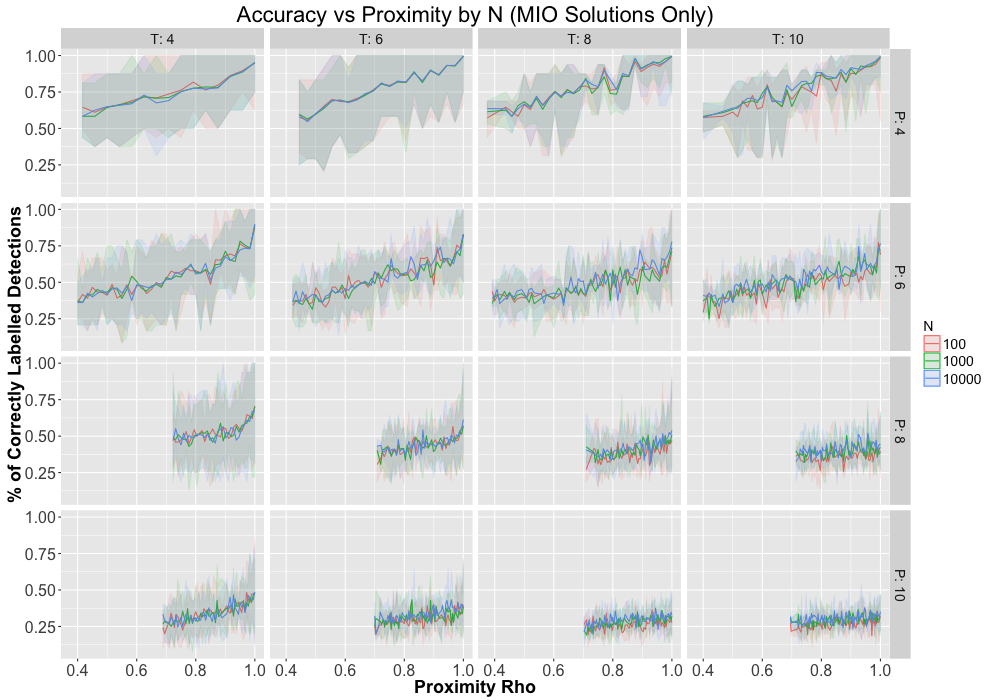 Accuracy vs Proximity by N (MIO Solutions Only)
T: 4 T: 6 T: 8 T: 10
1.00
0.75
0.50
0.25
P: 4
1.00
0.75
0.50
0.25
P: 6
1.00
0.75
0.50
0.25
P: 8
1.00
0.75
0.50
0.25
P: 10
% of Correctly Labelled Detections
0.4 0.6 0.8 1.0 0.4 0.6 0.8 1.0 0.4 0.6 0.8 1.0 0.4 0.6 0.8 1.0
Proximity Rho
N
100
1000
10000